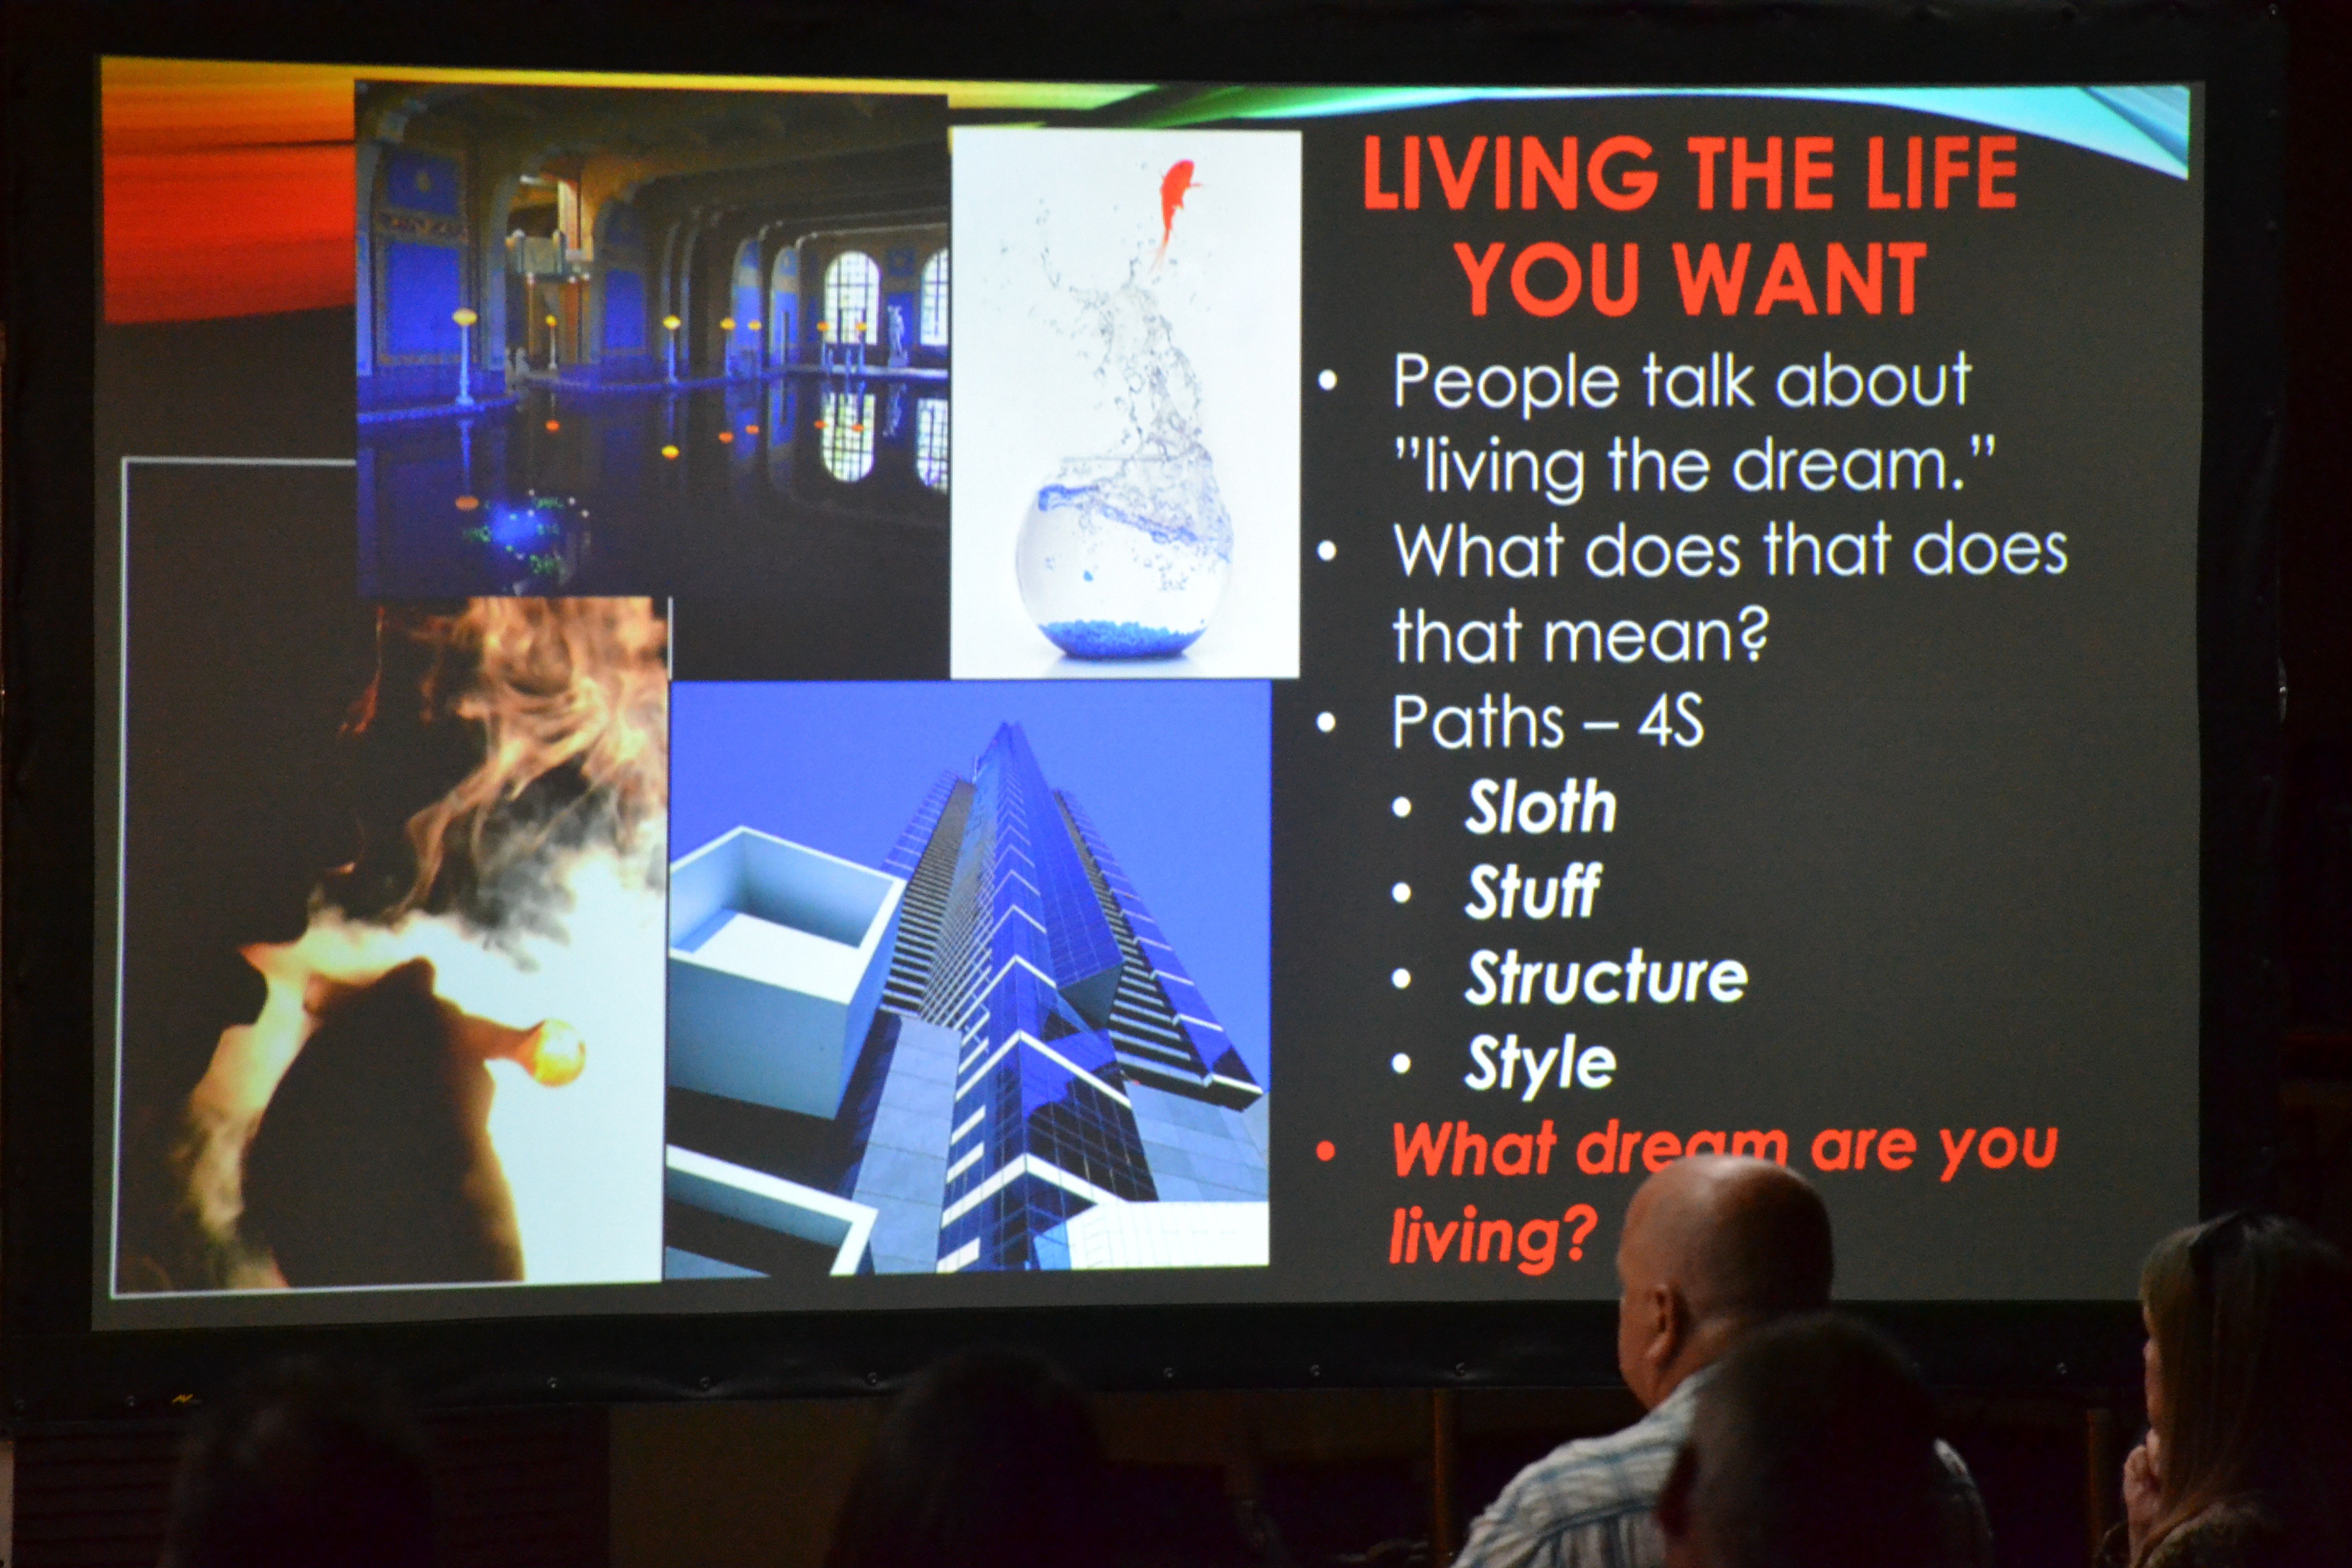 LIVING THE LIFE
YOU WANT
• People talk about
”living the dream.”
• What does that does
that mean?
• Paths – 4S
• Sloth
• Stuff
• Structure
• Style
• What dream are you
living?